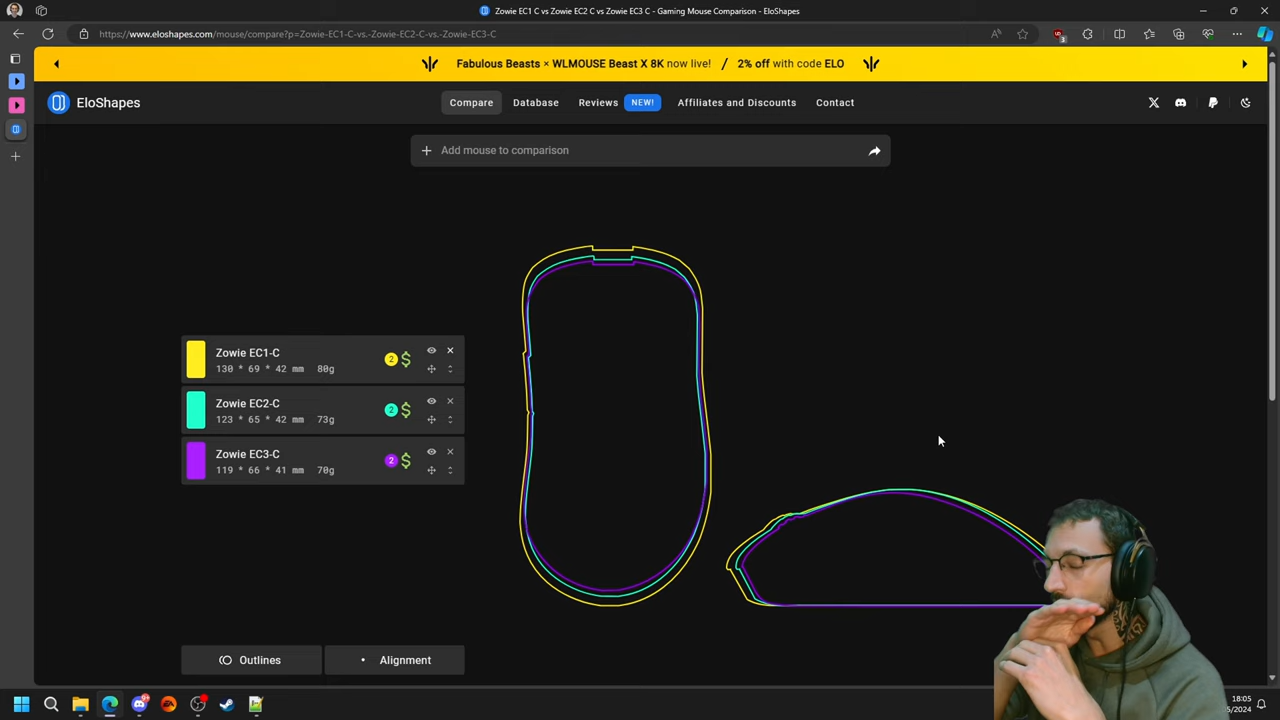 Zowie EC1 C vs Zowie EC2 C vs Zowie EC3 C - Gaming Mouse Comparison - EloShapes
https://www.eloshapes.com/mouse/compare?p=Zowie-EC1-C-vs.-Zowie-EC2-C-vs.-Zowie-EC3-C
Fabulous Beasts × WLMOUSE Beast X 8K now live! / 2% off with code ELO
EloShapes Compare Database Reviews NEW! Affiliates and Discounts Contact
Add mouse to comparison
Zowie EC1-C
130 * 69 * 42 mm 80g
2 $
Zowie EC2-C
123 * 65 * 42 mm 73g
2 $
Zowie EC3-C
119 * 66 * 41 mm 70g
2 $
Outlines Alignment
18:05